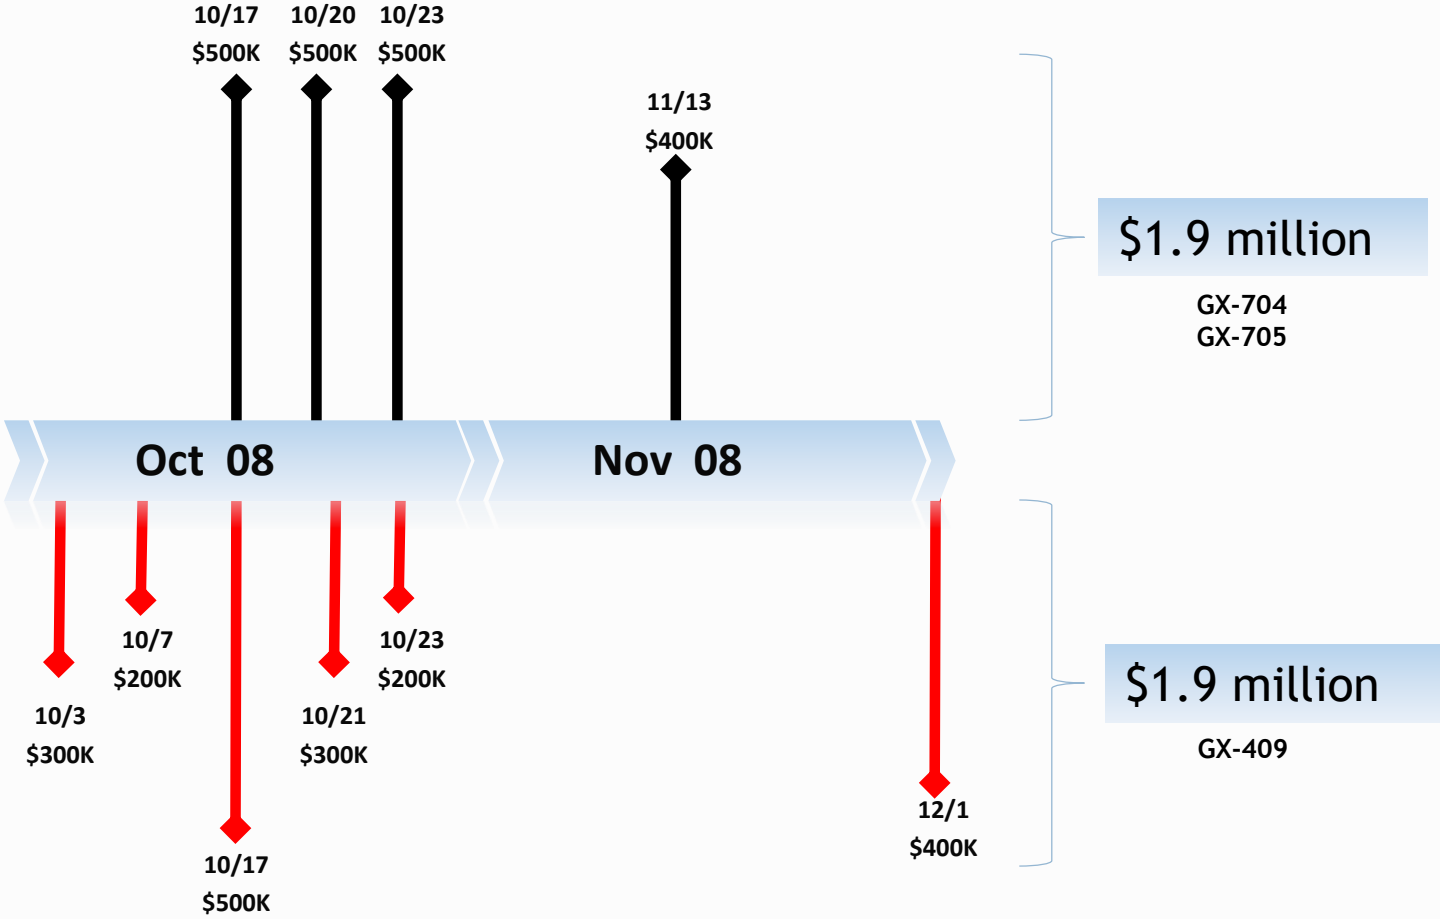 10/17 10/20 10/23
$500K $500K $500K
11/13
$400K
$1.9 million
GX-704
GX-705
Oct 08 Nov 08
10/7
$200K
10/23
$200K
10/3
$300K
10/21
$300K
$1.9 million
GX-409
12/1
$400K
10/17
$500K